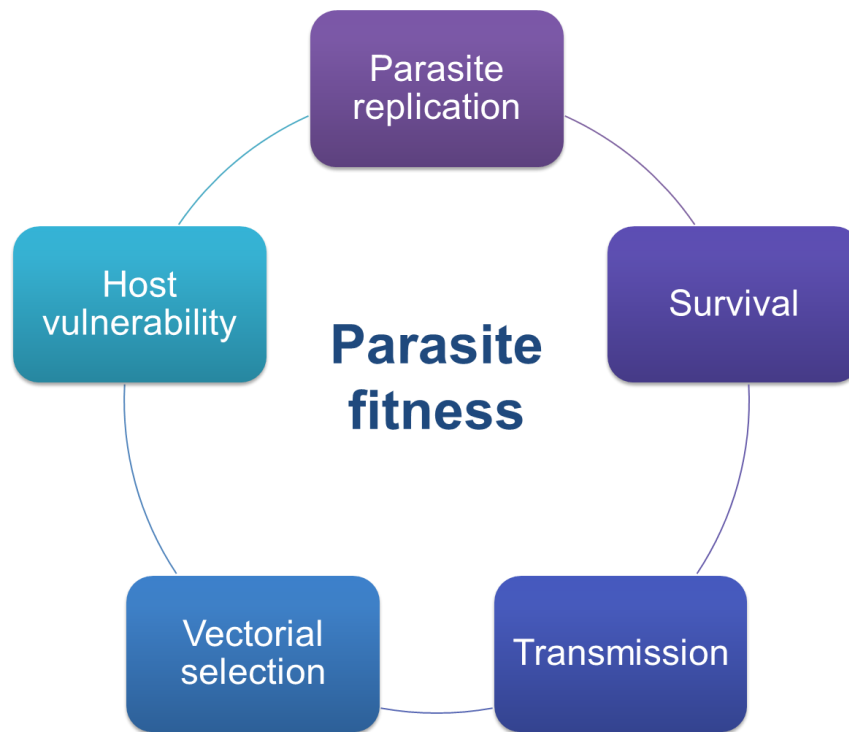 Parasite
replication
Survival
Transmission
Vectorial
selection
Host
vulnerability
Parasite
fitness